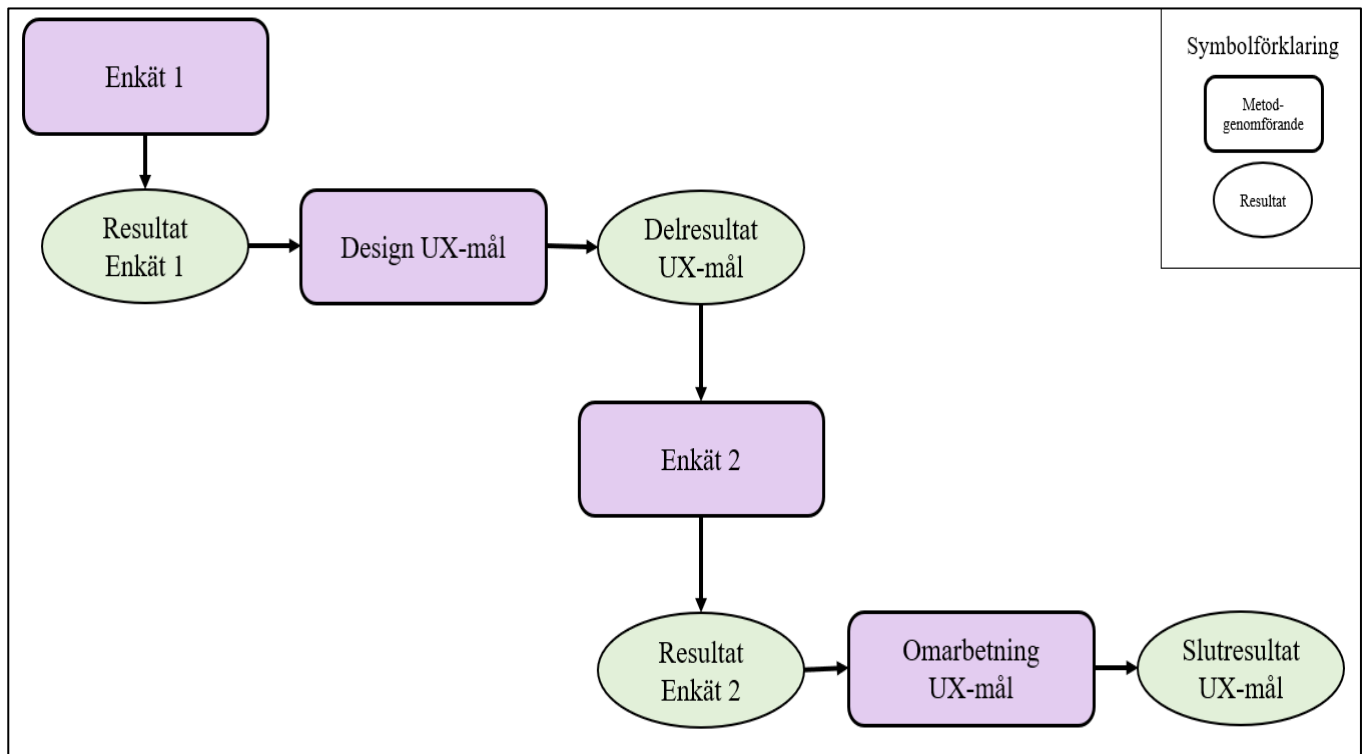 Enkät 1
Symbolförklaring
Metod-
genomförande
Resultat
Resultat
Enkät 1
Design UX-mål
Delresultat
UX-mål
Enkät 2
Resultat
Enkät 2
Omarbetning
UX-mål
Slutresultat
UX-mål